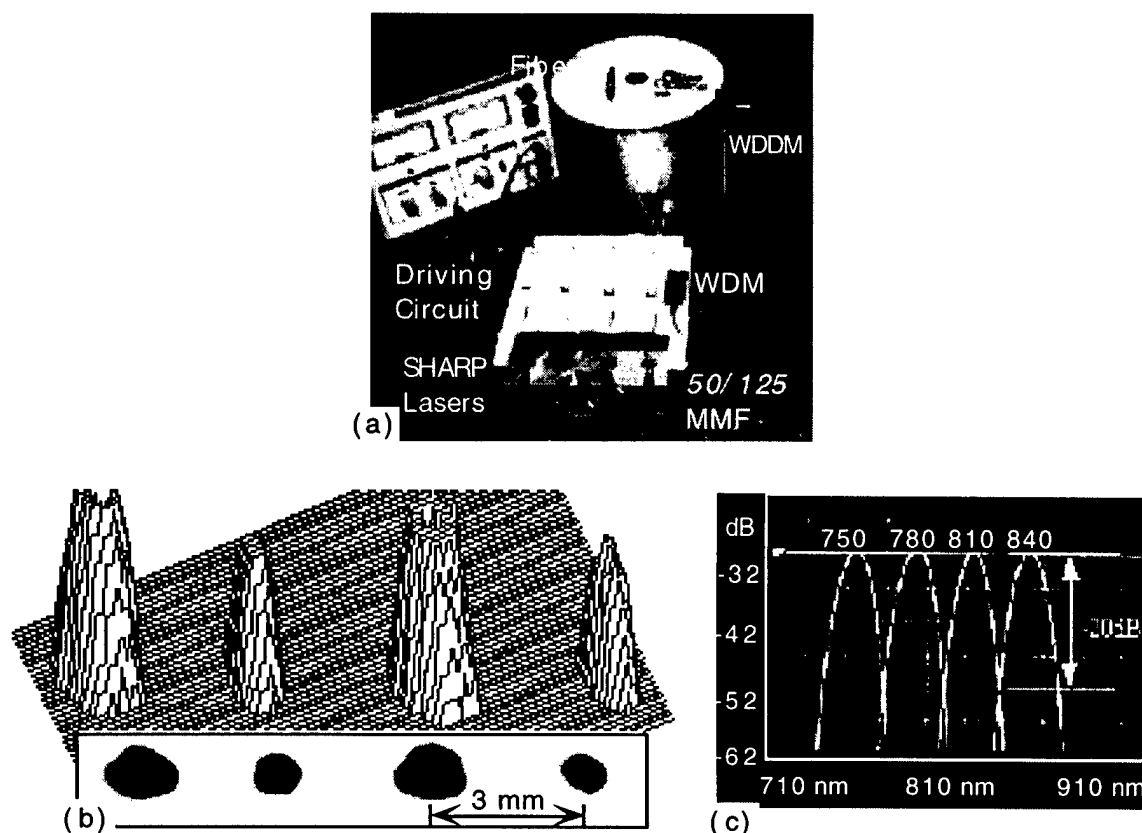 WDDM
Driving
Circuit
WDM
SHARP
Lasers
50/125
MMF
(a)
3 mm
(b)
dB
750 780 810 840
-32
-42
-52
-62
710 nm 810 nm 910 nm
(c)